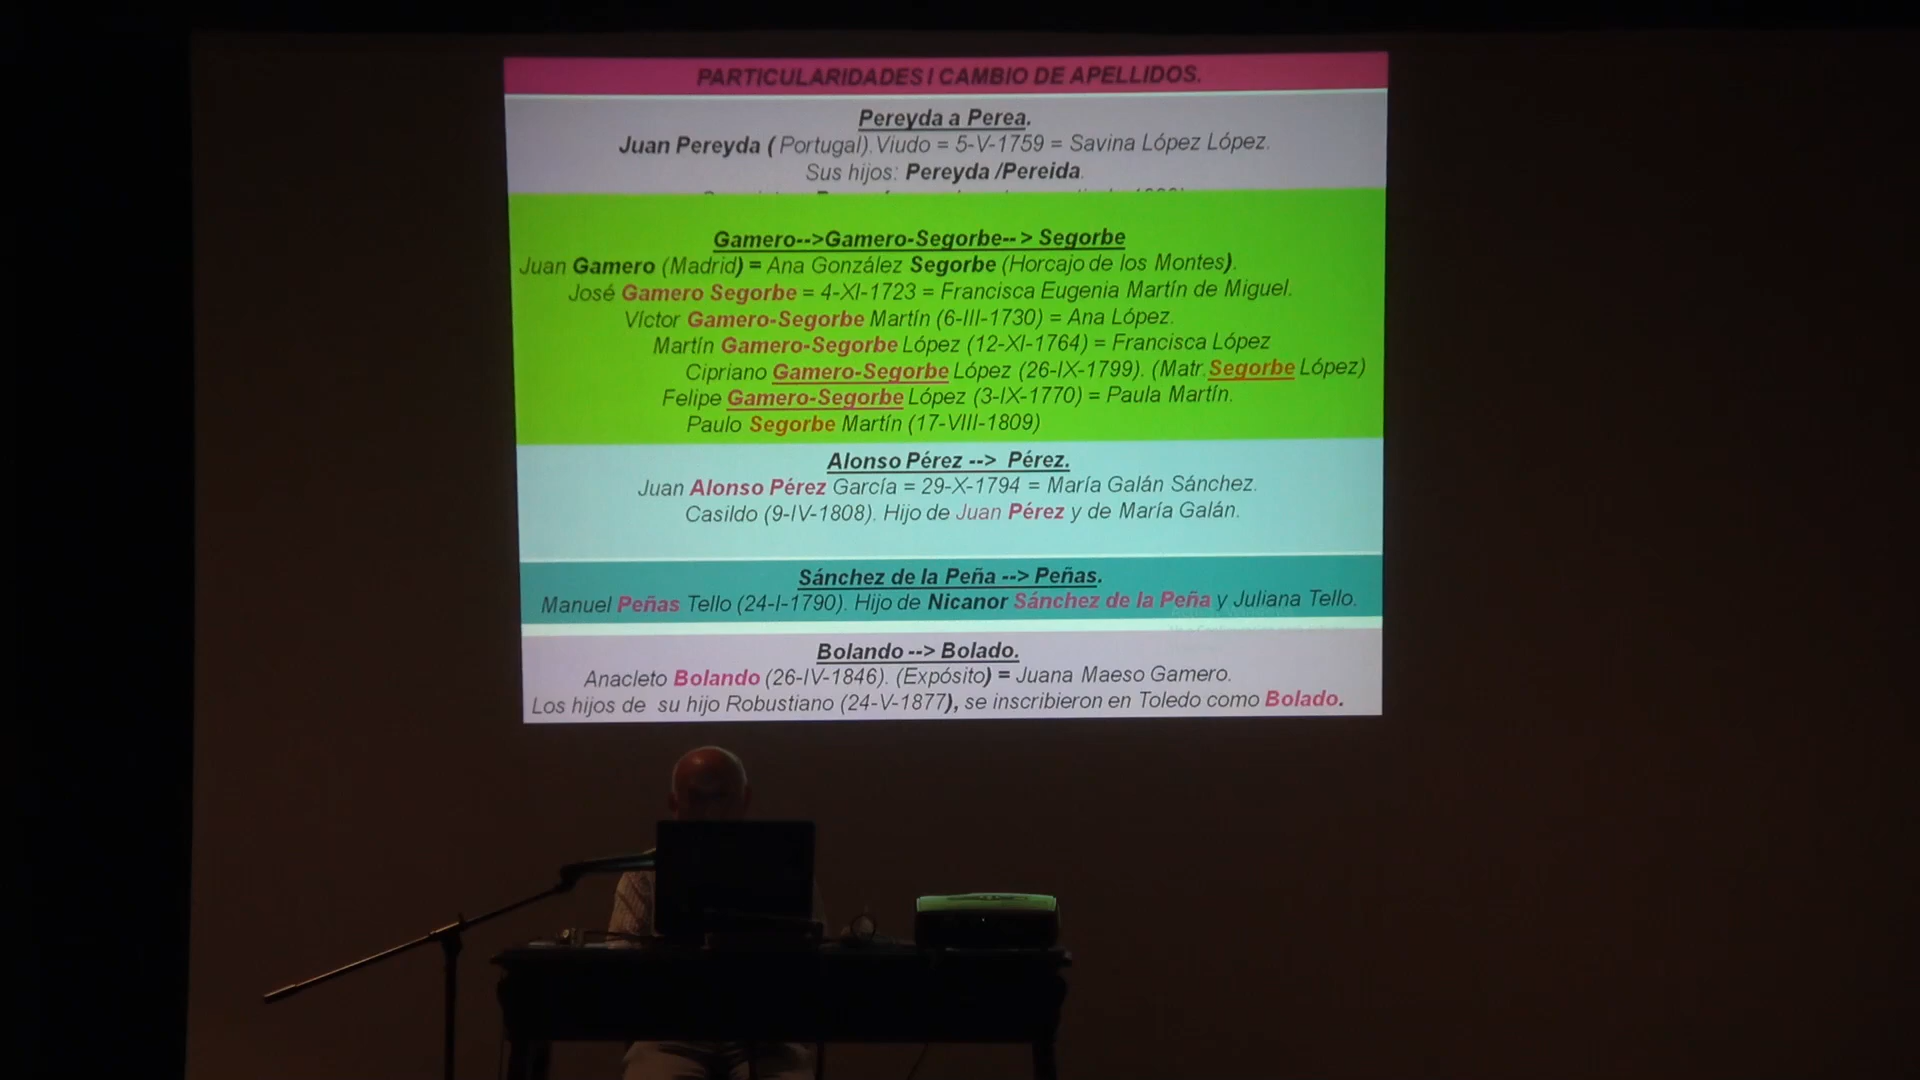 PARTICULARIDADES I CAMBIO DE APELLIDOS.
Pereyda a Perea.
Juan Pereyda ( Portugal). Viudo = 5-V-1759 = Savina López López.
Sus hijos: Pereyda /Pereida.
Gamero-->Gamero-Segorbe--> Segorbe
Juan Gamero (Madrid) = Ana González Segorbe (Horcajo de los Montes).
José Gamero Segorbe = 4-XI-1723 = Francisca Eugenia Martín de Miguel.
Víctor Gamero-Segorbe Martín (6-III-1730) = Ana López.
Martín Gamero-Segorbe López (12-XI-1764) = Francisca López
Cipriano Gamero-Segorbe López (26-IX-1799). (Matr. Segorbe López)
Felipe Gamero-Segorbe López (3-IX-1770) = Paula Martín.
Paulo Segorbe Martín (17-VIII-1809)
Alonso Pérez --> Pérez.
Juan Alonso Pérez García = 29-X-1794 = María Galán Sánchez.
Casildo (9-IV-1808). Hijo de Juan Pérez y de María Galán.
Sánchez de la Peña --> Peñas.
Manuel Peñas Tello (24-I-1790). Hijo de Nicanor Sánchez de la Peña y Juliana Tello.
Bolando --> Bolado.
Anacleto Bolando (26-IV-1846). (Expósito) = Juana Maeso Gamero.
Los hijos de su hijo Robustiano (24-V-1877), se inscribieron en Toledo como Bolado.